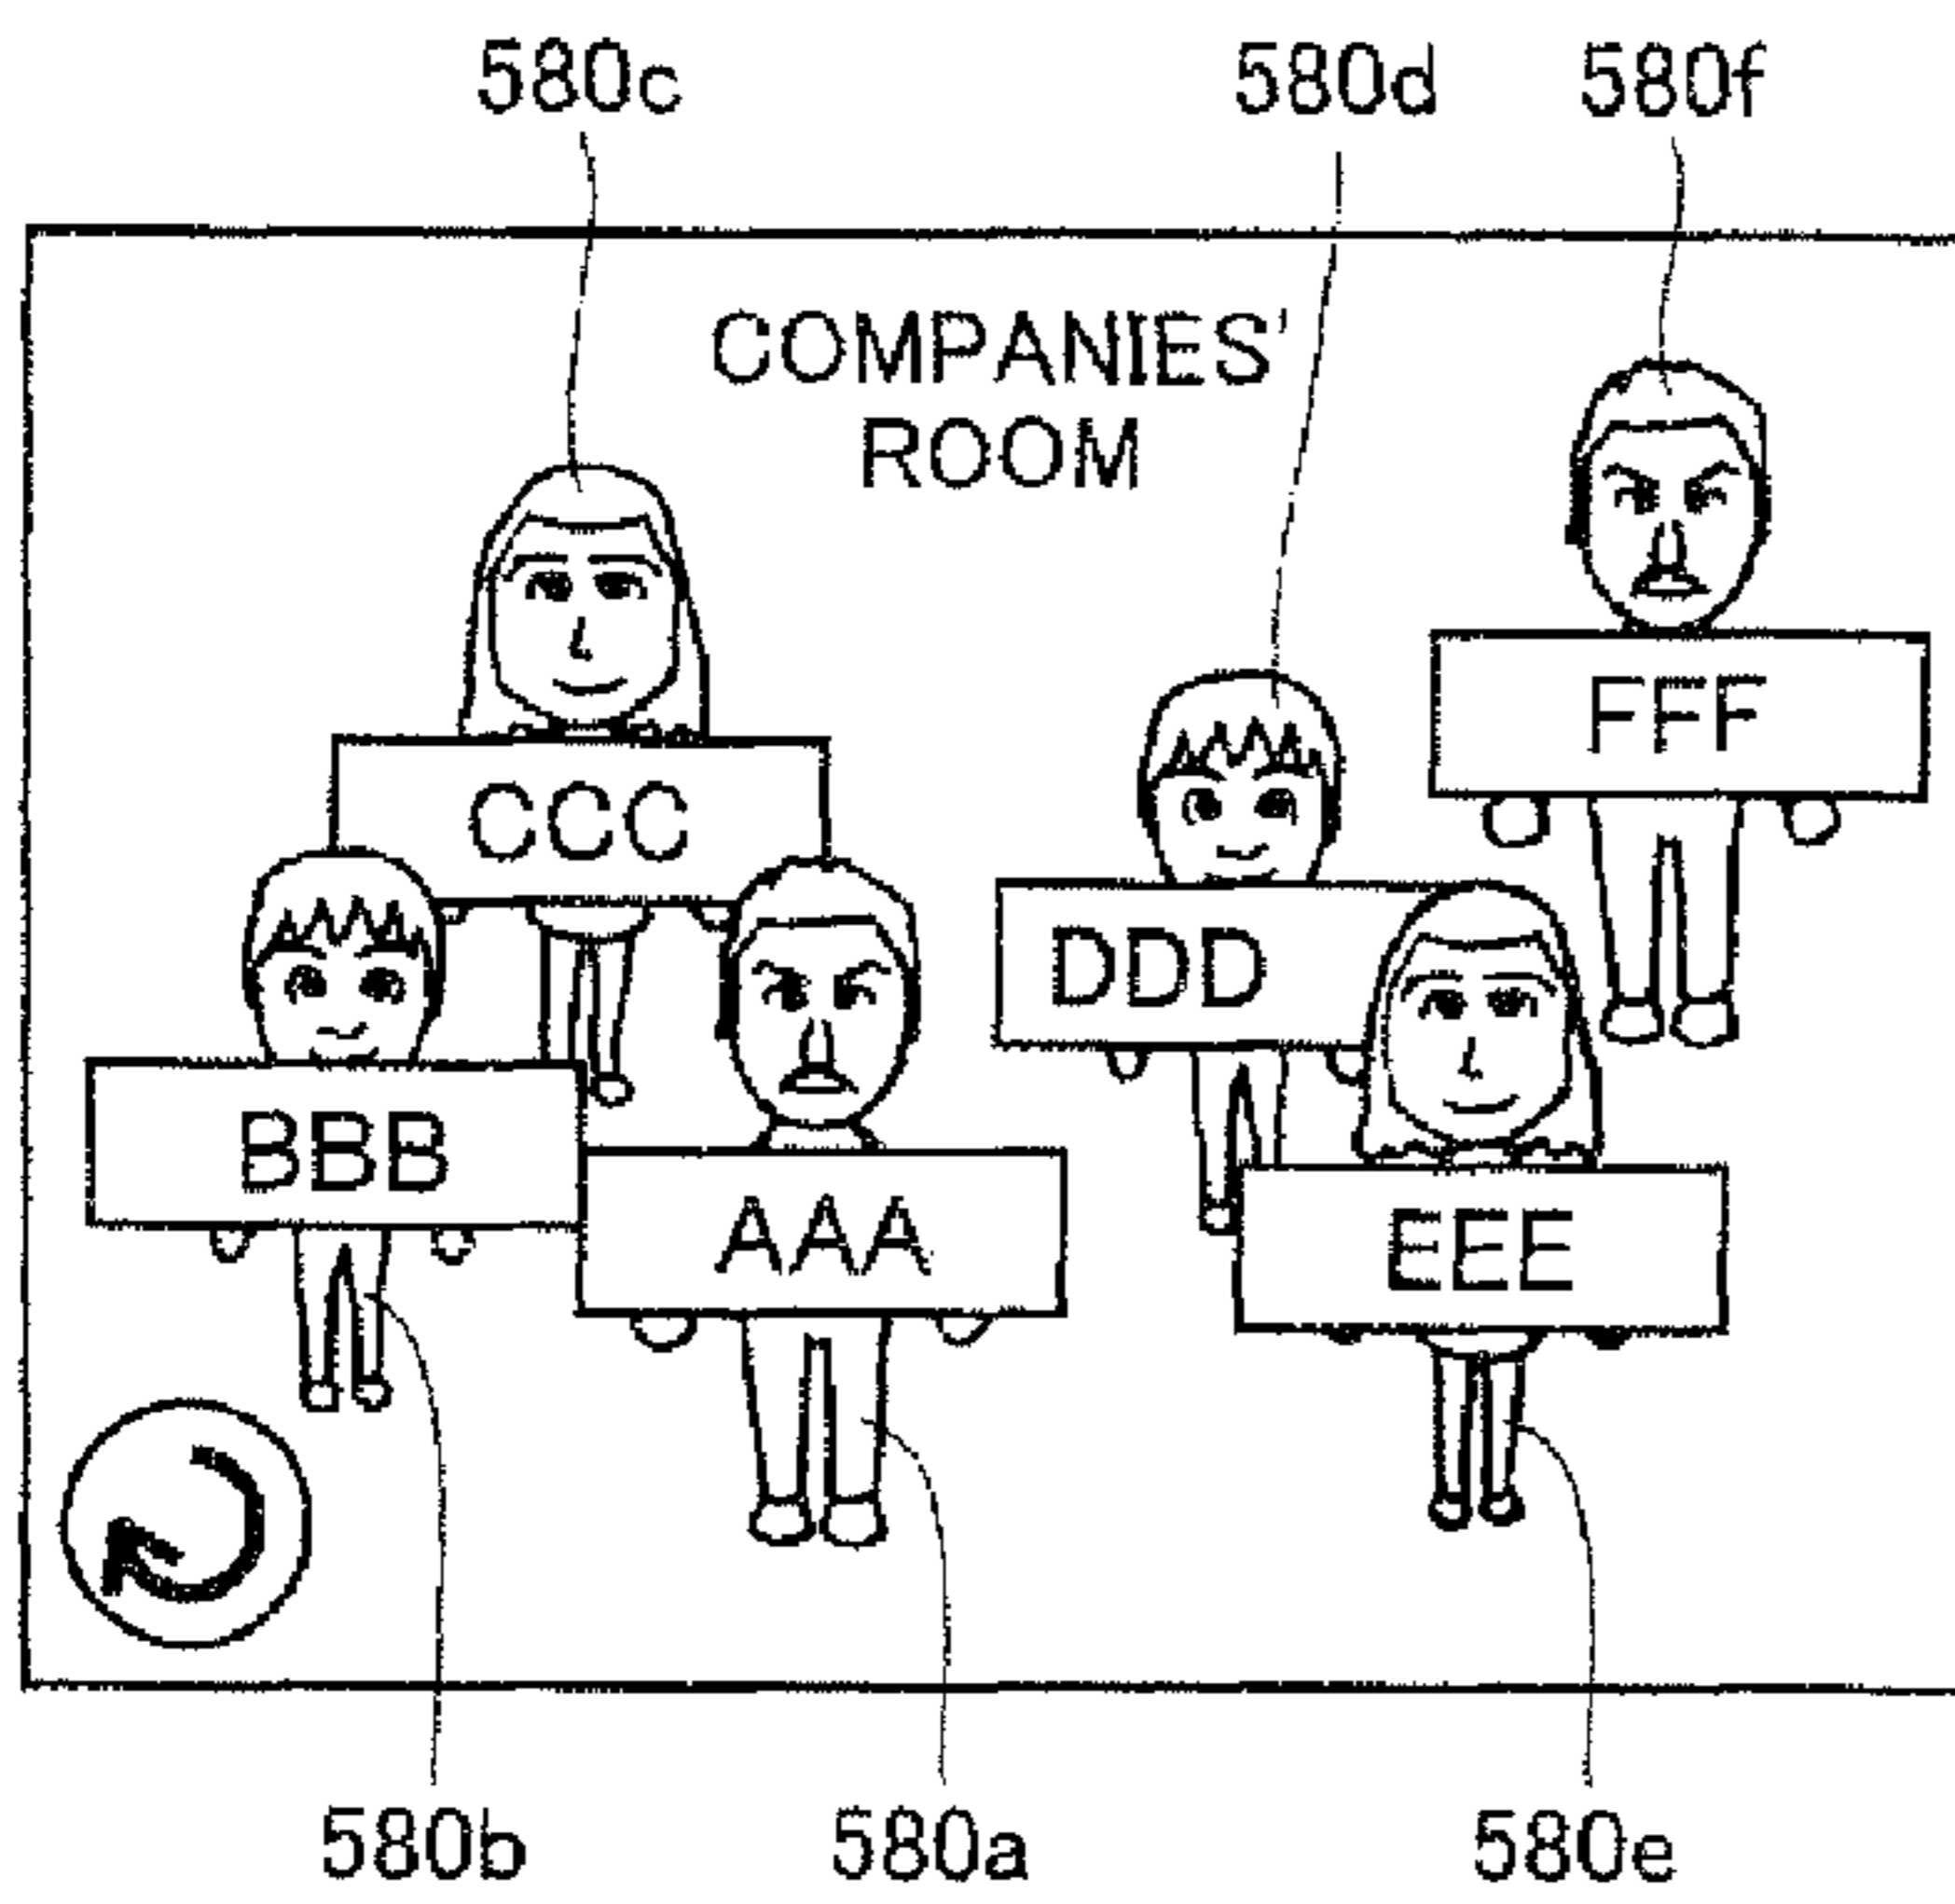 580c 580d 580f
COMPANIES'
ROOM
FFF
CCC
DDD
BBB
AAA
EEE
580b 580a 580e